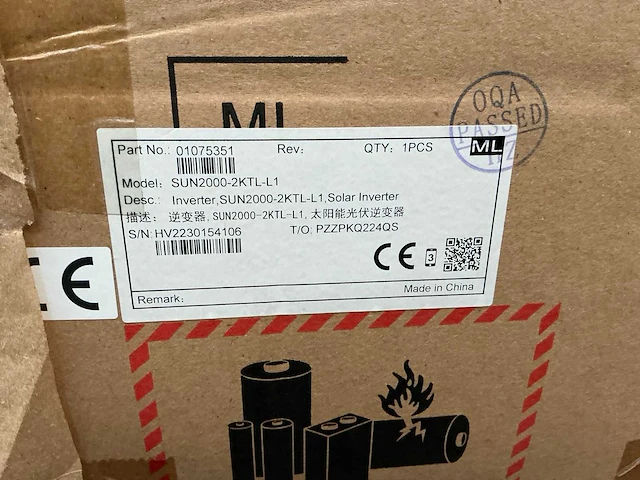 ML
OQA
PASSED
HZ
Part No.: 01075351 Rev: QTY: 1PCS ML
Model: SUN2000-2KTL-L1
Desc.: Inverter,SUN2000-2KTL-L1,Solar Inverter
描述: 逆变器, SUN2000-2KTL-L1, 太阳能光伏逆变器
S/N:HV2230154106 T/O: PZZPKQ224QS
CE 3
CE
Made in China
Remark: